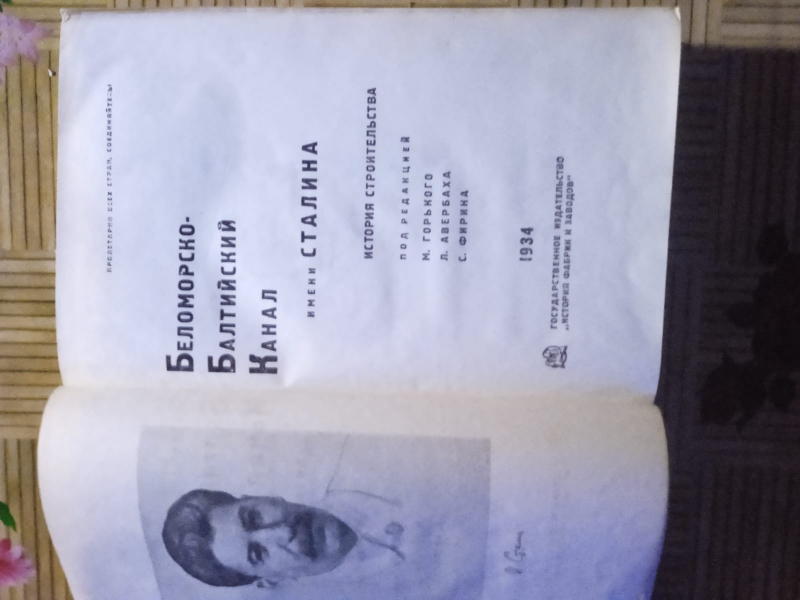 ПРОЛЕТАРИИ ВСЕХ СТРАН, СОЕДИНЯЙТЕСЬ!
БЕЛОМОРСКО-
БАЛТИЙСКИЙ
КАНАЛ
ИМЕНИ СТАЛИНА
ИСТОРИЯ СТРОИТЕЛЬСТВА
ПОД РЕДАКЦИЕЙ
М. ГОРЬКОГО
Л. АВЕРБАХА
С. ФИРИНА
1934
ГОСУДАРСТВЕННОЕ ИЗДАТЕЛЬСТВО
„ИСТОРИЯ ФАБРИК И ЗАВОДОВ“